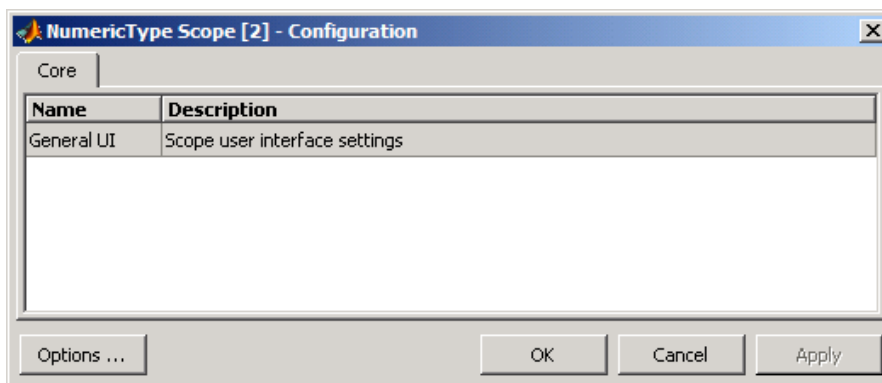 NumericType Scope [2] - Configuration
Core
Name Description
General UI Scope user interface settings
Options ... OK Cancel Apply